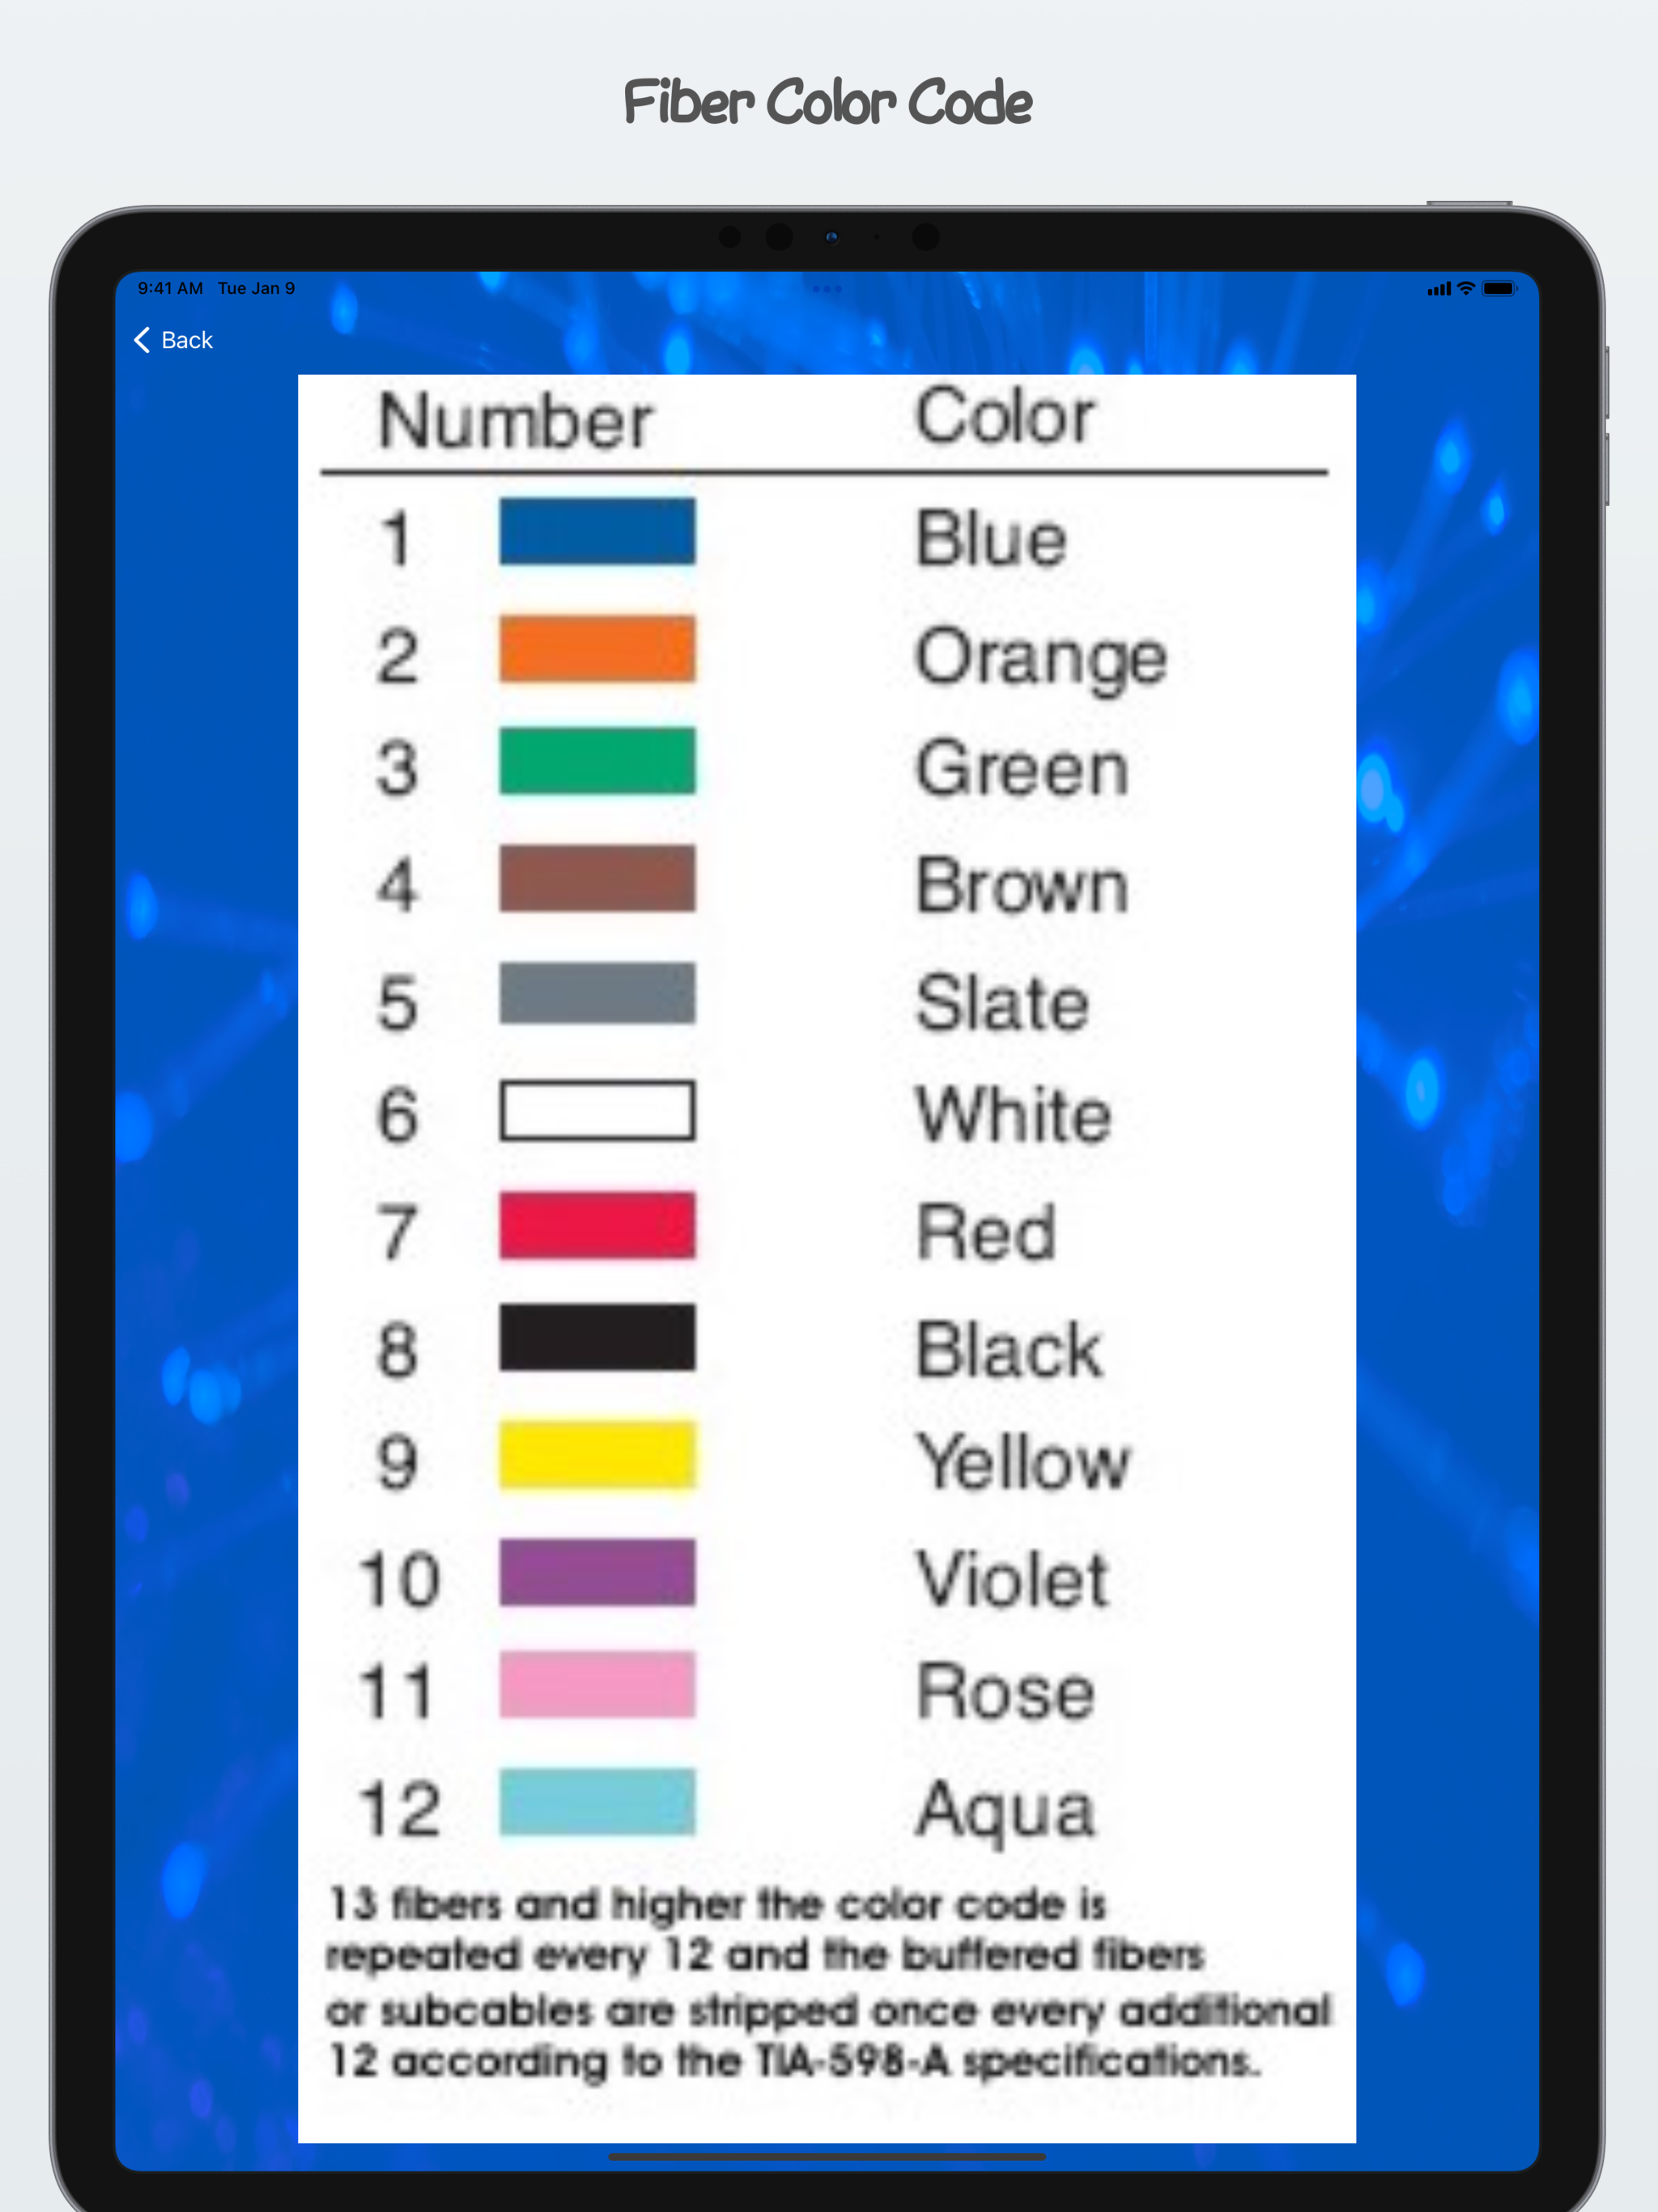 Fiber Color Code
9:41 AM Tue Jan 9
Back
Number Color
1 Blue
2 Orange
3 Green
4 Brown
5 Slate
6 White
7 Red
8 Black
9 Yellow
10 Violet
11 Rose
12 Aqua
13 fibers and higher the color code is
repeated every 12 and the buffered fibers
or subcables are stripped once every additional
12 according to the TIA-598-A specifications.